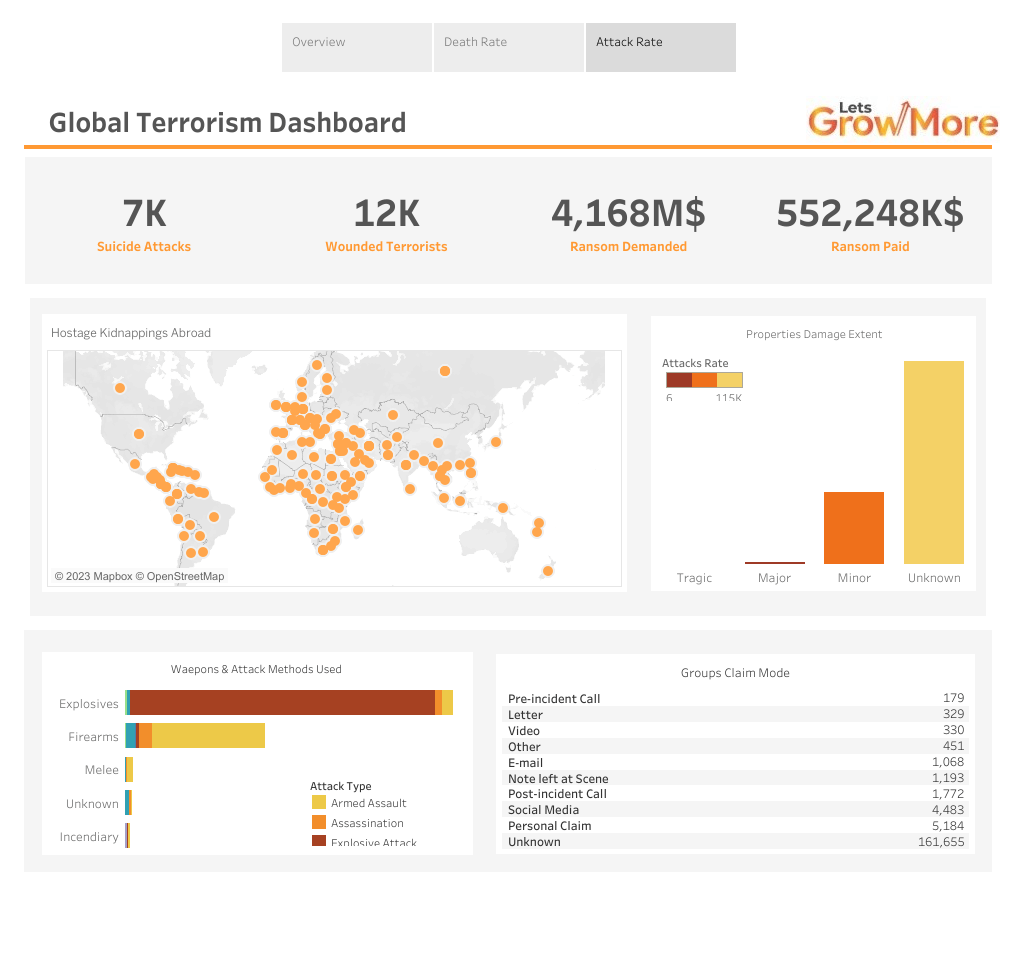 Overview
Death Rate
Attack Rate
Global Terrorism Dashboard
Lets
GrowMore
7K
12K
4,168M$
552,248K$
Suicide Attacks
Wounded Terrorists
Ransom Demanded
Ransom Paid
Hostage Kidnappings Abroad
© 2023 Mapbox © OpenStreetMap
Properties Damage Extent
Attacks Rate
6 115K
Tragic
Major
Minor
Unknown
Waepons & Attack Methods Used
Explosives
Firearms
Melee
Unknown
Incendiary
Attack Type
Armed Assault
Assassination
Explosive Attack
Groups Claim Mode
Pre-incident Call 179
Letter 329
Video 330
Other 451
E-mail 1,068
Note left at Scene 1,193
Post-incident Call 1,772
Social Media 4,483
Personal Claim 5,184
Unknown 161,655